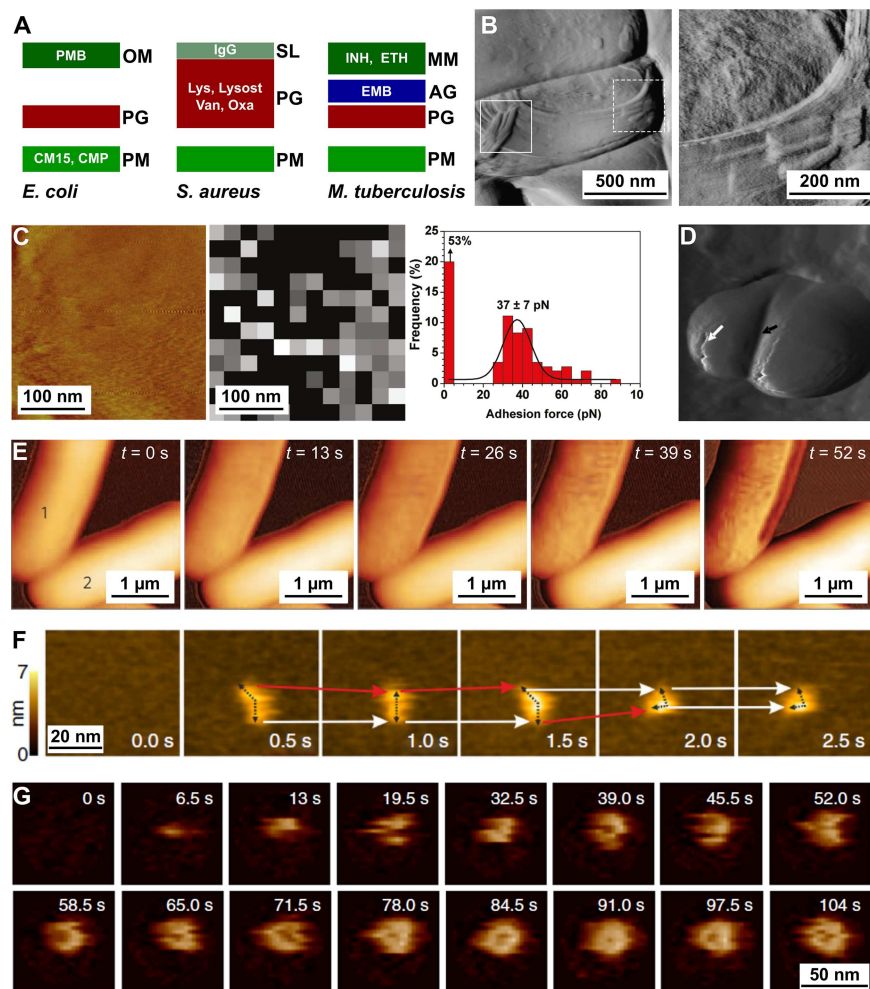 A
PMB
OM
PG
CM15, CMP
PM
E. coli
IgG
SL
Lys, Lysost
Van, Oxa
PG
PM
S. aureus
INH, ETH
MM
EMB
AG
PG
PM
M. tuberculosis
B
500 nm
200 nm
C
100 nm
100 nm
Frequency (%)
25
20
15
10
5
0
53%
37 ± 7 pN
0
20
40
60
80
10
Adhesion force (pN)
D
E
t = 0 s
1
2
1 µm
t = 13 s
1 µm
t = 26 s
1 µm
t = 39 s
1 µm
t = 52 s
1 µm
F
7
nm
0
20 nm
0.0 s
0.5 s
1.0 s
1.5 s
2.0 s
2.5 s
G
0 s
6.5 s
13 s
19.5 s
32.5 s
39.0 s
45.5 s
52.0 s
58.5 s
65.0 s
71.5 s
78.0 s
84.5 s
91.0 s
97.5 s
104 s
50 nm